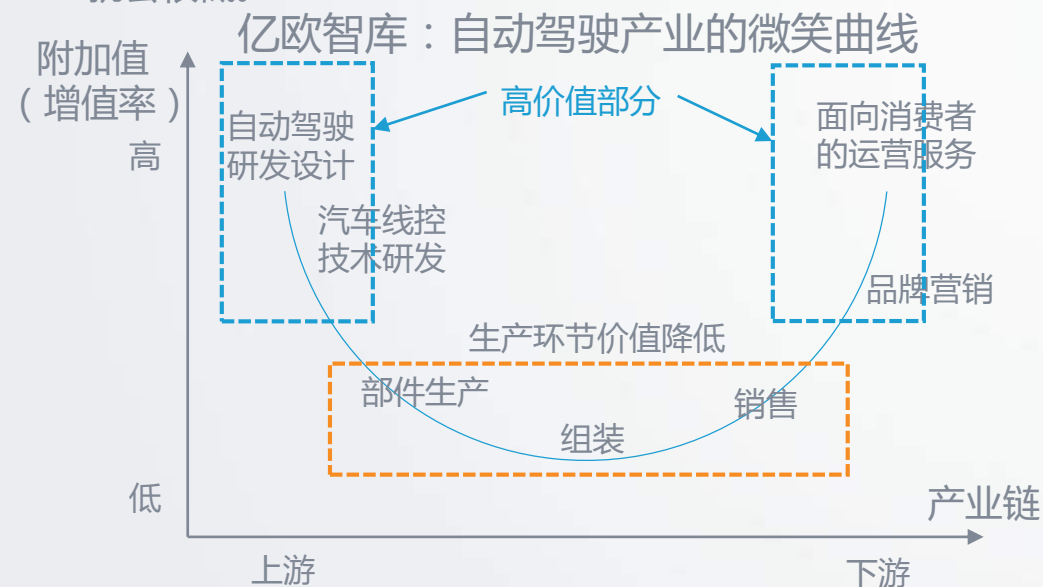 亿欧智库：自动驾驶产业的微笑曲线
附加值
（增值率）
高
自动驾驶
研发设计
高价值部分
面向消费者
的运营服务
汽车线控
技术研发
品牌营销
生产环节价值降低
部件生产
销售
组装
低
产业链
上游
下游